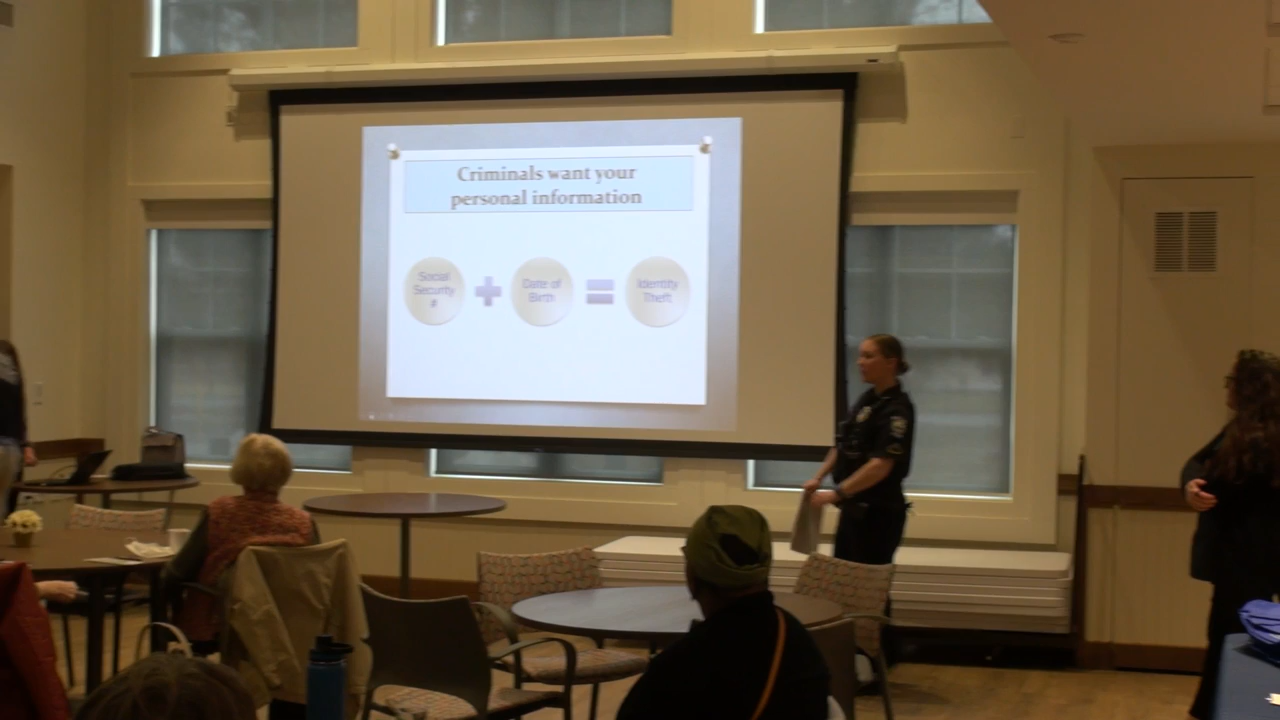 Criminals want your
personal information
Social
Security
#
Date of
Birth
Identity
Theft